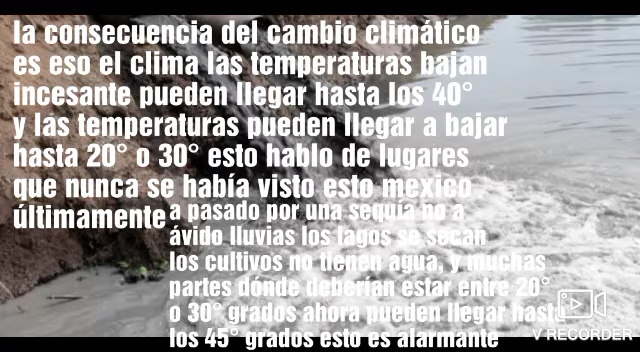 la consecuencia del cambio climático
es eso el clima las temperaturas bajan
incesante pueden llegar hasta los 40°
y las temperaturas pueden llegar a bajar
hasta 20° o 30° esto hablo de lugares
que nunca se había visto esto mexico
últimamente
a pasado por una sequía no a
ávido lluvias los lagos se secan
los cultivos no tienen agua, y muchas
partes dónde deberían estar entre 20°
o 30° grados ahora pueden llegar hasta
los 45° grados esto es alarmante
V RECORDER